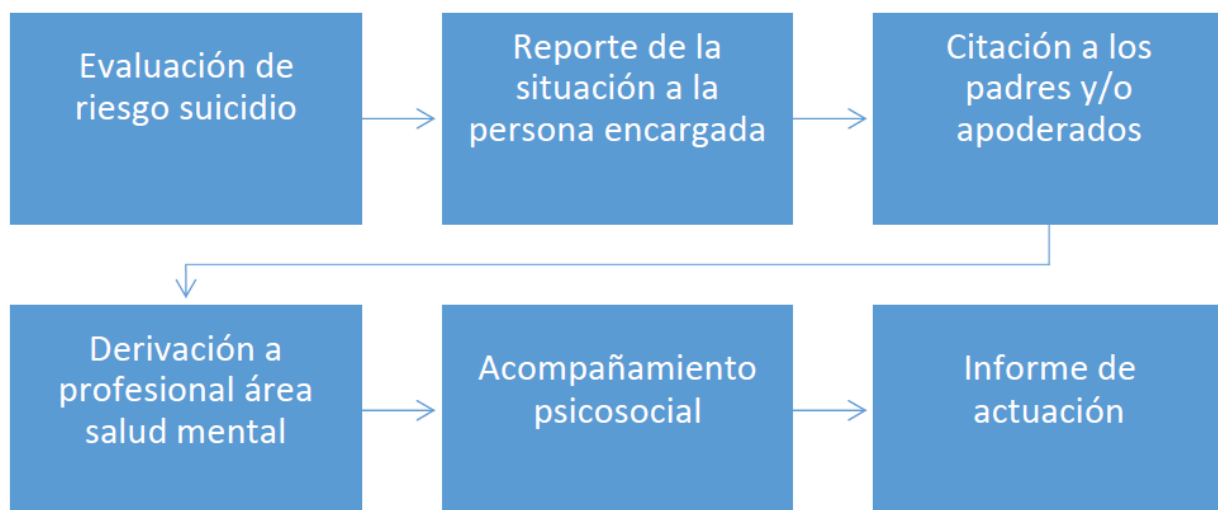 Evaluación de
riesgo suicidio
Reporte de la
situación a la
persona encargada
Citación a los
padres y/o
apoderados
Derivación a
profesional área
salud mental
Acompañamiento
psicosocial
Informe de
actuación